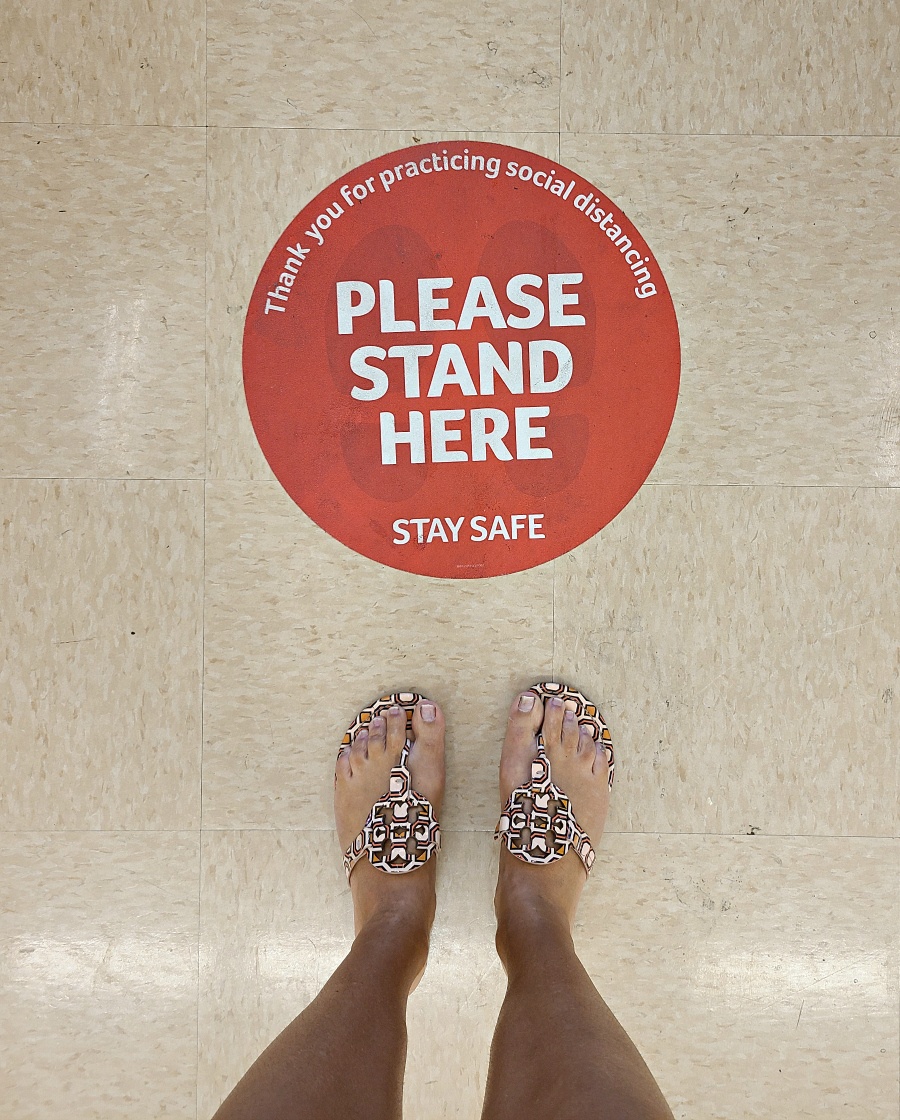 Thank you for practicing social distancing
PLEASE
STAND
HERE
STAY SAFE